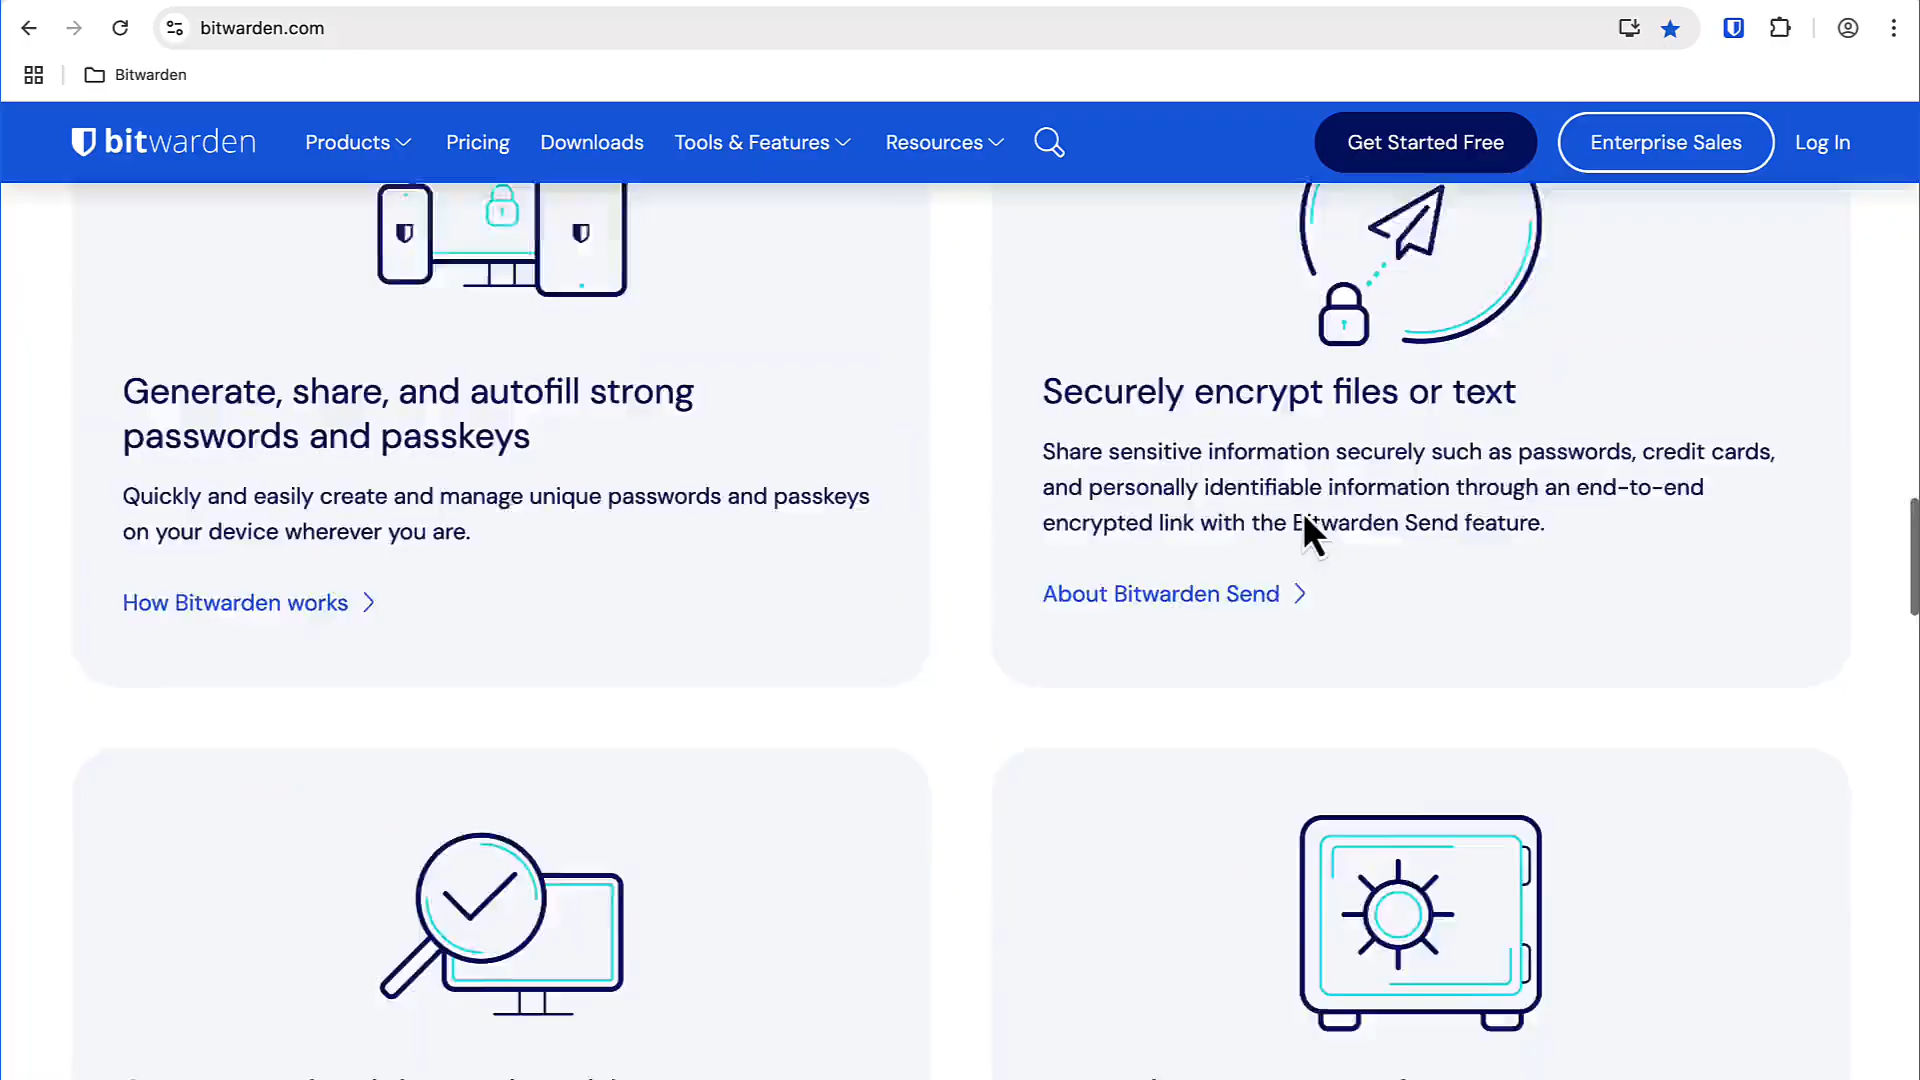 bitwarden.com
Bitwarden
bitwarden
Products
Pricing
Downloads
Tools & Features
Resources
Get Started Free
Enterprise Sales
Log In
Generate, share, and autofill strong
passwords and passkeys
Quickly and easily create and manage unique passwords and passkeys
on your device wherever you are.
How Bitwarden works
Securely encrypt files or text
Share sensitive information securely such as passwords, credit cards,
and personally identifiable information through an end-to-end
encrypted link with the Bitwarden Send feature.
About Bitwarden Send